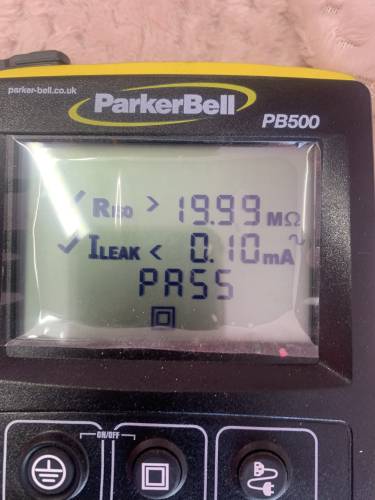 parker-bell.co.uk
ParkerBell
PB500
✓ RISO > 19.99 MΩ
✓ ILEAK < 0.10 mA~
PASS
ON/OFF